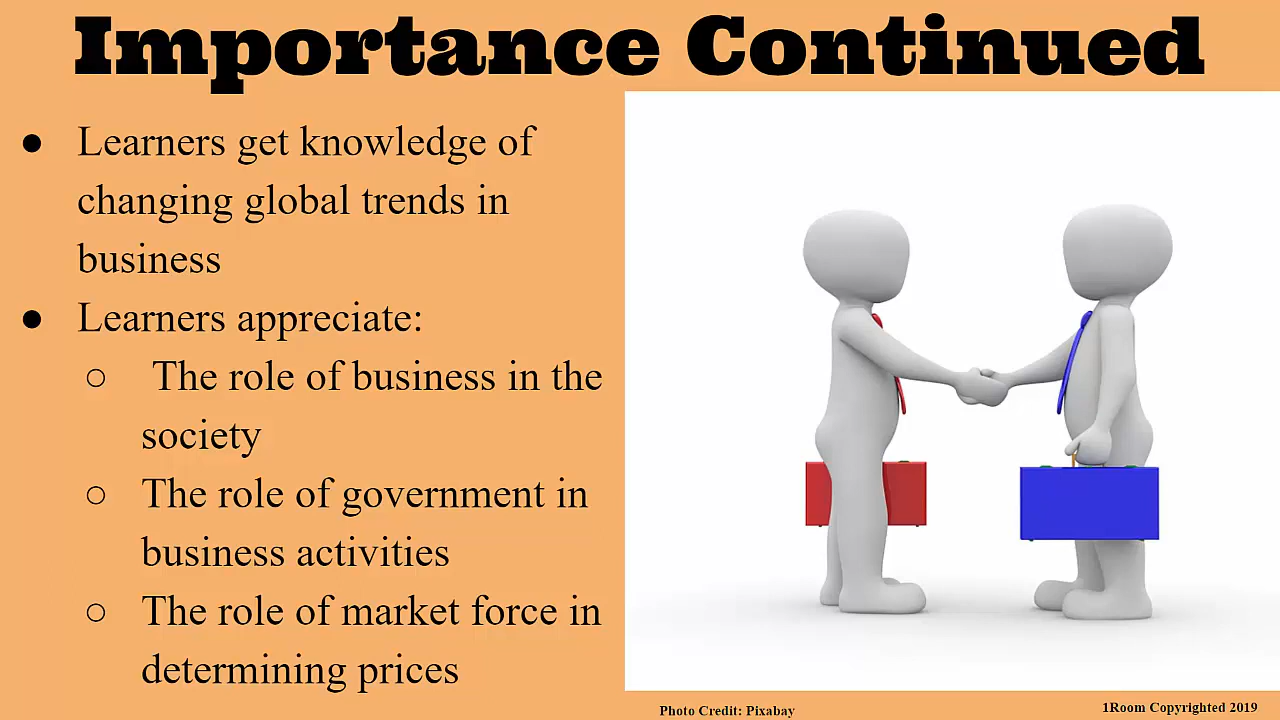 Importance Continued
● Learners get knowledge of
changing global trends in
business
● Learners appreciate:
○ The role of business in the
society
○ The role of government in
business activities
○ The role of market force in
determining prices
Photo Credit: Pixabay
1Room Copyrighted 2019